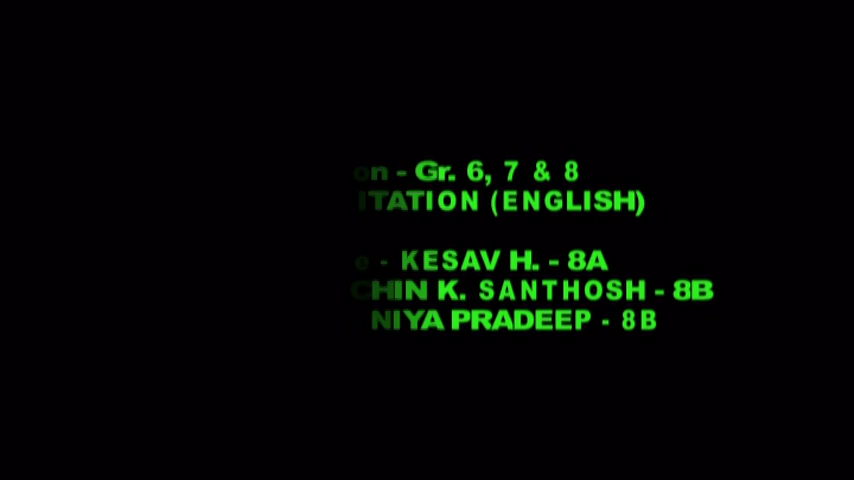 on - Gr. 6, 7 & 8
ITATION (ENGLISH)
e - KESAV H. - 8A
CHIN K. SANTHOSH - 8B
NIYA PRADEEP - 8B